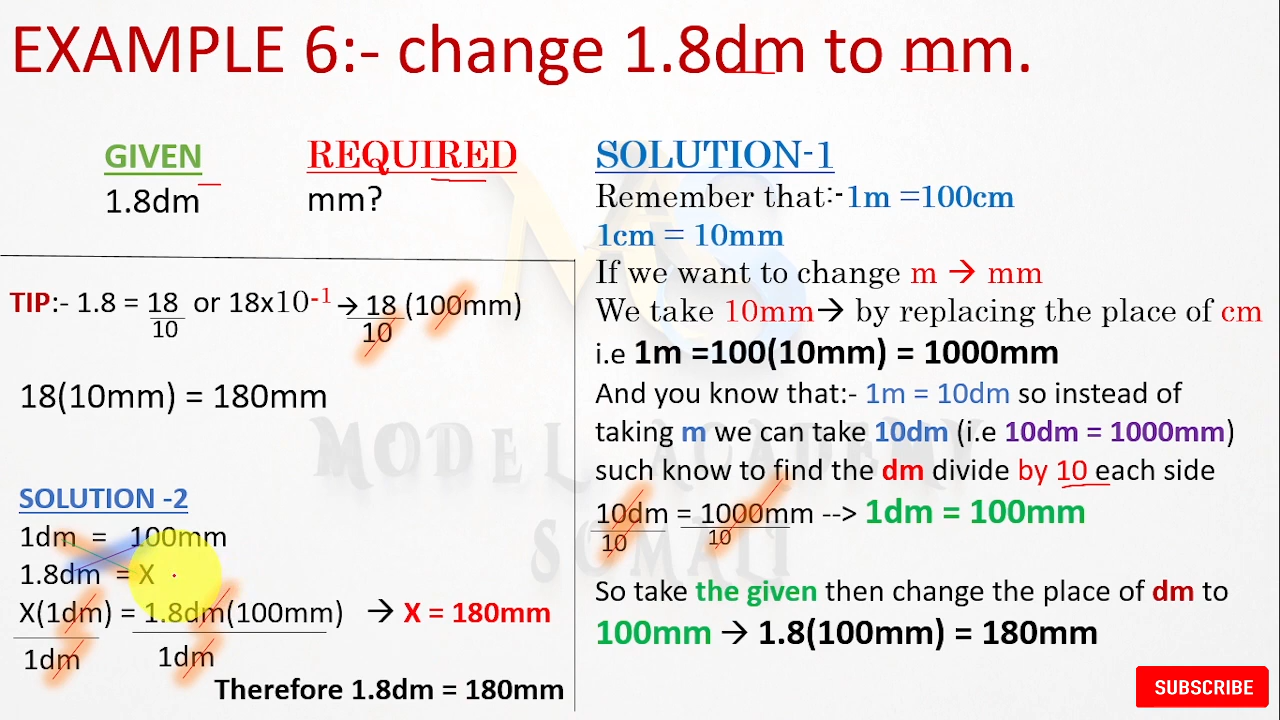 EXAMPLE 6:- change 1.8dm to mm.
GIVEN
1.8dm
REQUIRED
mm?
TIP:- 1.8 = 18/10 or 18x10⁻¹ → 18/10 (100mm)
18(10mm) = 180mm
SOLUTION -2
1dm = 100mm
1.8dm = X
X(1dm) = 1.8dm(100mm) → X = 180mm
1dm 1dm
Therefore 1.8dm = 180mm
SOLUTION-1
Remember that:-1m =100cm
1cm = 10mm
If we want to change m → mm
We take 10mm→ by replacing the place of cm
i.e 1m =100(10mm) = 1000mm
And you know that:- 1m = 10dm so instead of
taking m we can take 10dm (i.e 10dm = 1000mm)
such know to find the dm divide by 10 each side
10dm = 1000mm --> 1dm = 100mm
10 10
So take the given then change the place of dm to
100mm → 1.8(100mm) = 180mm
MODEL ACADEMY
SOMALI
SUBSCRIBE